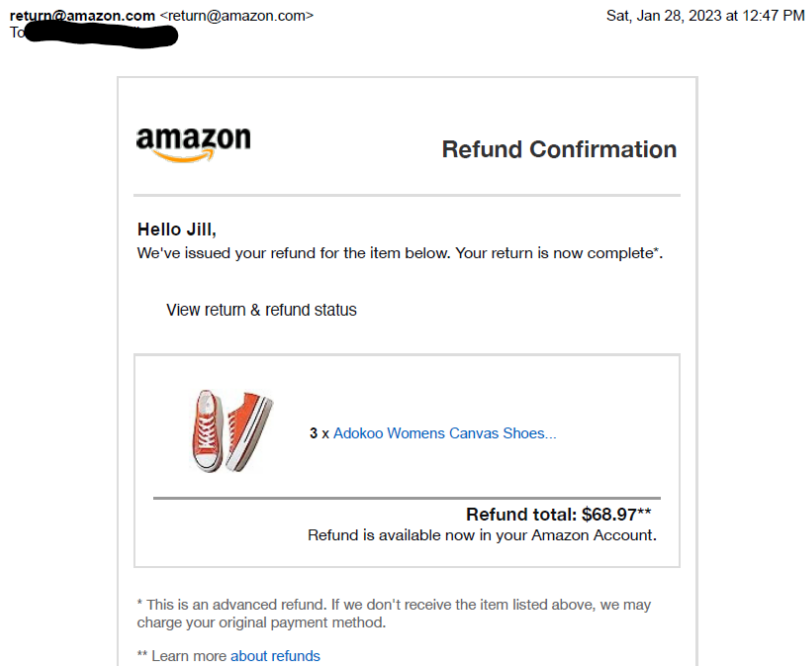 return@amazon.com <return@amazon.com>
Sat, Jan 28, 2023 at 12:47 PM
To
amazon
Refund Confirmation
Hello Jill,
We've issued your refund for the item below. Your return is now complete*.
View return & refund status
3 x Adokoo Womens Canvas Shoes...
Refund total: $68.97**
Refund is available now in your Amazon Account.
* This is an advanced refund. If we don't receive the item listed above, we may
charge your original payment method.
** Learn more about refunds